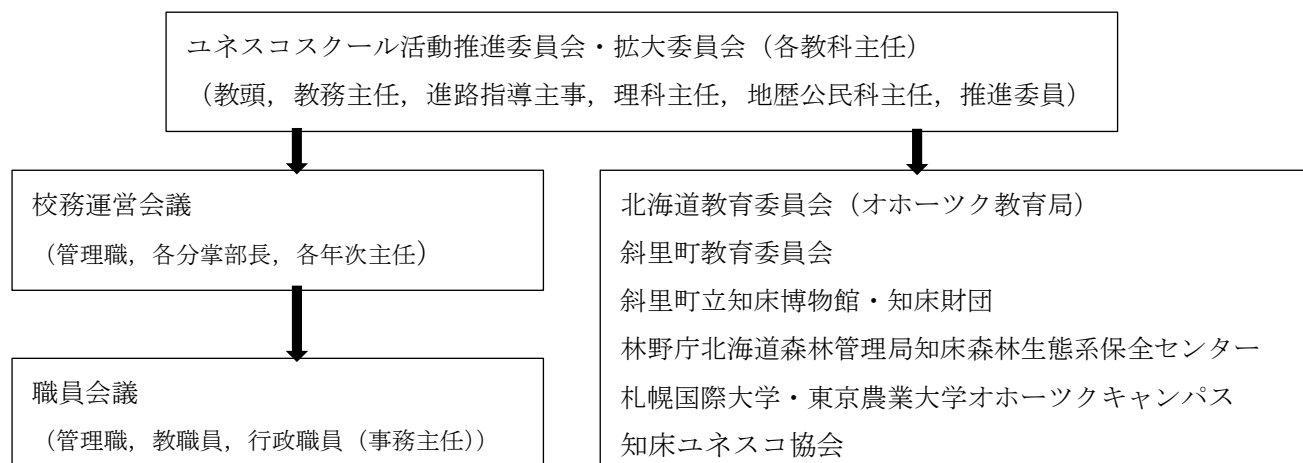 ユネスコスクール活動推進委員会・拡大委員会（各教科主任）
（教頭，教務主任，進路指導主事，理科主任，地歴公民科主任，推進委員）
校務運営会議
（管理職，各分掌部長，各年次主任）
職員会議
（管理職，教職員，行政職員（事務主任））
北海道教育委員会（オホーツク教育局）
斜里町教育委員会
斜里町立知床博物館・知床財団
林野庁北海道森林管理局知床森林生態系保全センター
札幌国際大学・東京農業大学オホーツクキャンパス
知床ユネスコ協会